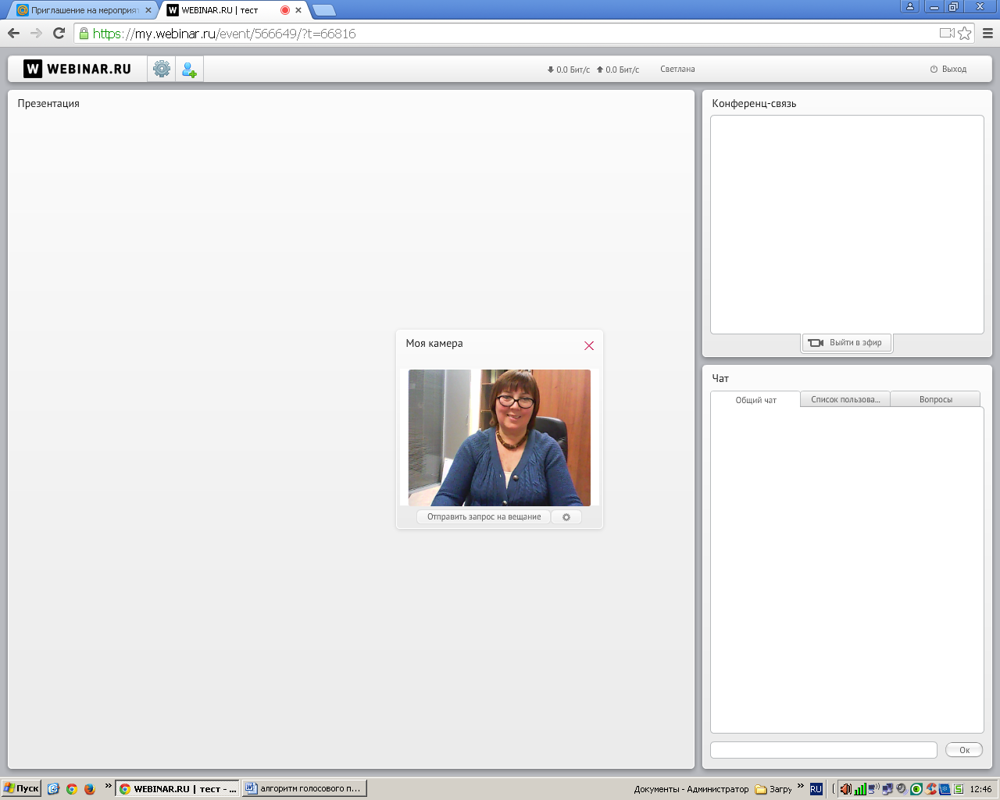 Приглашение на мероприят
WEBINAR.RU | тест
https://my.webinar.ru/event/566649/?t=66816
W WEBINAR.RU
0.0 Бит/с 0.0 Бит/с
Светлана
Выход
Презентация
Моя камера
Отправить запрос на вещание
Конференц-связь
Выйти в эфир
Чат
Общий чат
Список пользова...
Вопросы
Ок
Пуск
WEBINAR.RU | тест - ...
алгоритм голосового п...
Документы - Администратор
Загру
RU
12:46